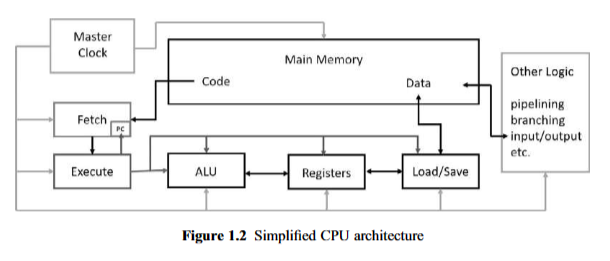 Master
Clock
Main Memory
Code
Data
Other Logic
pipelining
branching
input/output
etc.
Fetch
PC
Execute
ALU
Registers
Load/Save
Figure 1.2 Simplified CPU architecture